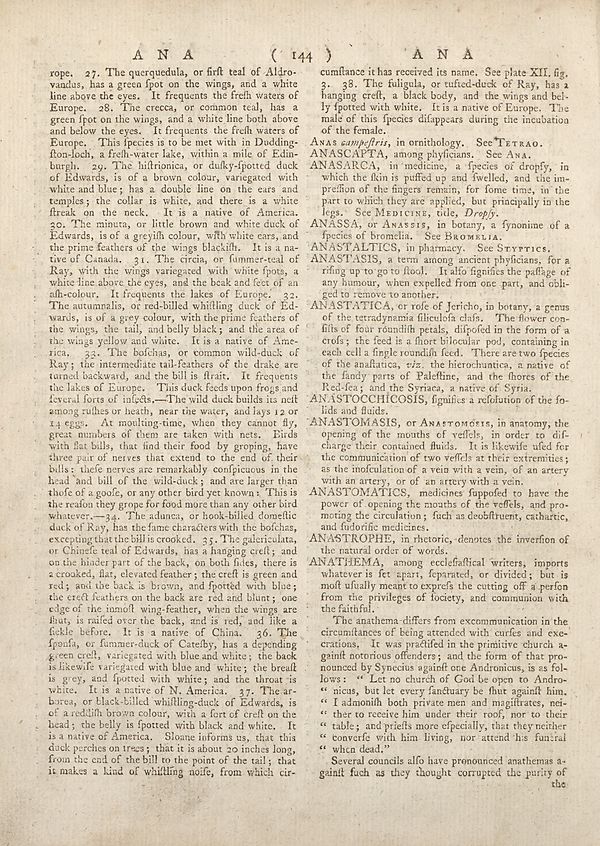 A N A ( 144 ) A N A
rope. 27. The querquedula, or firſt teal of Aldro-
vandus, has a green ſpot on the wings, and a white
line above the eyes. It frequents the freſh waters of
Europe. 28. The crecca, or common teal, has a
green ſpot on the wings, and a white line both above
and below the eyes. It frequents the freſh waters of
Europe. This ſpecies is to be met with in Dudding-
ſton-loch, a freſh-water lake, within a mile of Edin-
burgh. 29. The hiſtrionica, or duſky-ſpotted duck
of Edwards, is of a brown colour, variegated with
white and blue; has a double line on the ears and
temples; the collar is white, and there is a white
ſtreak on the neck. It is a native of America.
30. The minuta, or little brown and white duck of
Edwards, is of a greyiſh colour, with white ears, and
the prime feathers of the wings blackiſh. It is a na-
tive of Canada. 31. The circia, or ſummer-teal of
Ray, with the wings variegated with white ſpots, a
white line above the eyes, and the beak and feet of an
aſh-colour. It frequents the lakes of Europe. 32.
The autumnalis, or red-billed whiſtling duck of Ed-
wards, is of a grey colour, with the prime feathers of
the wings, the tail, and belly black; and the area of
the wings yellow and white. It is a native of Ame-
rica. 33. The boſchas, or common wild-duck of
Ray; the intermediate tail-feathers of the drake are
turned backward, and the bill is ſtrait. It frequents
the lakes of Europe. This duck feeds upon frogs and
ſeveral ſorts of inſects.—The wild duck builds its neſt
among ruſhes or heath, near the water, and lays 12 or
14 eggs. At moulting-time, when they cannot fly,
great numbers of them are taken with nets. Birds
with flat bills, that find their food by groping, have
three pair of nerves that extend to the end of their
bills: theſe nerves are remarkably conſpicuous in the
head and bill of the wild-duck; and are larger than
thoſe of a gooſe, or any other bird yet known: This is
the reaſon they grope for food more than any other bird
whatever.—34. The adunca, or hook-billed domeſtic
duck of Ray, has the ſame characters with the boſchas,
excepting that the bill is crooked. 35. The galericulata,
or Chineſe teal of Edwards, has a hanging creſt; and
on the hinder part of the back, on both ſides, there is
a crooked, flat, elevated feather; the creſt is green and
red; and the back is brown, and ſpotted with blue;
the erect feathers on the back are red and blunt; one
edge of the inmoſt wing-feather, when the wings are
ſhut, is raiſed over the back, and is red, and like a
ſickle before. It is a native of China. 36. The
ſponſa, or ſummer-duck of Cateſby, has a depending
green creſt, variegated with blue and white; the back
is likewiſe variegated with blue and white; the breaſt
is grey, and ſpotted with white; and the throat is
white. It is a native of N. America. 37. The ar-
borea, or black-billed whiſtling-duck of Edwards, is
of a reddiſh brown colour, with a ſort of creſt on the
head; the belly is ſpotted with black and white. It
is a native of America. Sloane informs us, that this
duck perches on trees; that it is about 20 inches long,
from the end of the bill to the point of the tail; that
it makes a kind of whiſtling noiſe, from which cir-
cumſtance it has received its name. See plate XII. fig.
3. 38. The fuligula, or tufted-duck of Ray, has a
hanging creſt, a black body, and the wings and bel-
ly ſpotted with white. It is a native of Europe. The
male of this ſpecies diſappears during the incubation
of the female.
ANAS campeſtris, in ornithology. See TETRAO.
ANASCAPTA, among phyſicians. See ANA.
ANASARCA, in medicine, a ſpecies of dropſy, in
which the ſkin is puffed up and ſwelled, and the im-
preſſion of the fingers remain, for ſome time, in the
part to which they are applied, but principally in the
legs. See MEDICINE, title, Dropſy.
ANASSA, or ANASSIS, in botany, a ſynonime of a
ſpecies of bromelia. See BROMELIA.
ANASTALTICS, in pharmacy. See STYPTICS.
ANASTASIS, a term among ancient phyſicians, for a
riſing up to go to ſtool. It alſo ſignifies the paſſage of
any humour, when expelled from one part, and obli-
ged to remove to another.
ANASTATICA, or roſe of Jericho, in botany, a genus
of the tetradynamia ſiliculoſa claſs. The flower con-
ſiſts of four roundiſh petals, diſpoſed in the form of a
croſs; the feed is a ſhort bilocular pod, containing in
each cell a ſingle roundiſh ſeed. There are two ſpecies
of the anaſtatica, viz. the hierochuntica, a native of
the ſandy parts of Paleſtine, and the ſhores of the
Red-ſea; and the Syriaca, a native of Syria.
ANASTOCCHIOSIS, ſignifies a reſolution of the ſo-
lids and fluids.
ANASTOMASIS, or ANASTOMOSIS, in anatomy, the
opening of the mouths of veſſels, in order to diſ-
charge their contained fluids. It is likewiſe uſed for
the communication of two veſſels at their extremities;
as the inoſculation of a vein with a vein, of an artery
with an artery, or of an artery with a vein.
ANASTOMATICS, medicines ſuppoſed to have the
power of opening the mouths of the veſſels, and pro-
moting the circulation; ſuch as deobſtruent, cathartic,
and ſudorific medicines.
ANASTROPHE, in rhetoric, denotes the inverſion of
the natural order of words.
ANATHEMA, among eccleſiaſtical writers, imports
whatever is ſet apart, ſeparated, or divided; but is
moſt uſually meant to expreſs the cutting off a perſon
from the privileges of ſociety, and communion with
the faithful.
The anathema differs from excommunication in the
circumſtances of being attended with curſes and exe-
crations. It was practiſed in the primitive church a-
gainſt notorious offenders; and the form of that pro-
nounced by Synecius againſt one Andronicus, is as fol-
lows: “ Let no church of God be open to Andro-
“ nicus, but let every ſanctuary be ſhut againſt him.
“ I admoniſh both private men and magiſtrates, nei-
“ ther to receive him under their roof, nor to their
“ table; and prieſts more eſpecially, that they neither
“ converſe with him living, nor attend his funeral
“ when dead.”
Several councils alſo have pronounced anathemas a-
gainſt ſuch as they thought corrupted the purity of
the